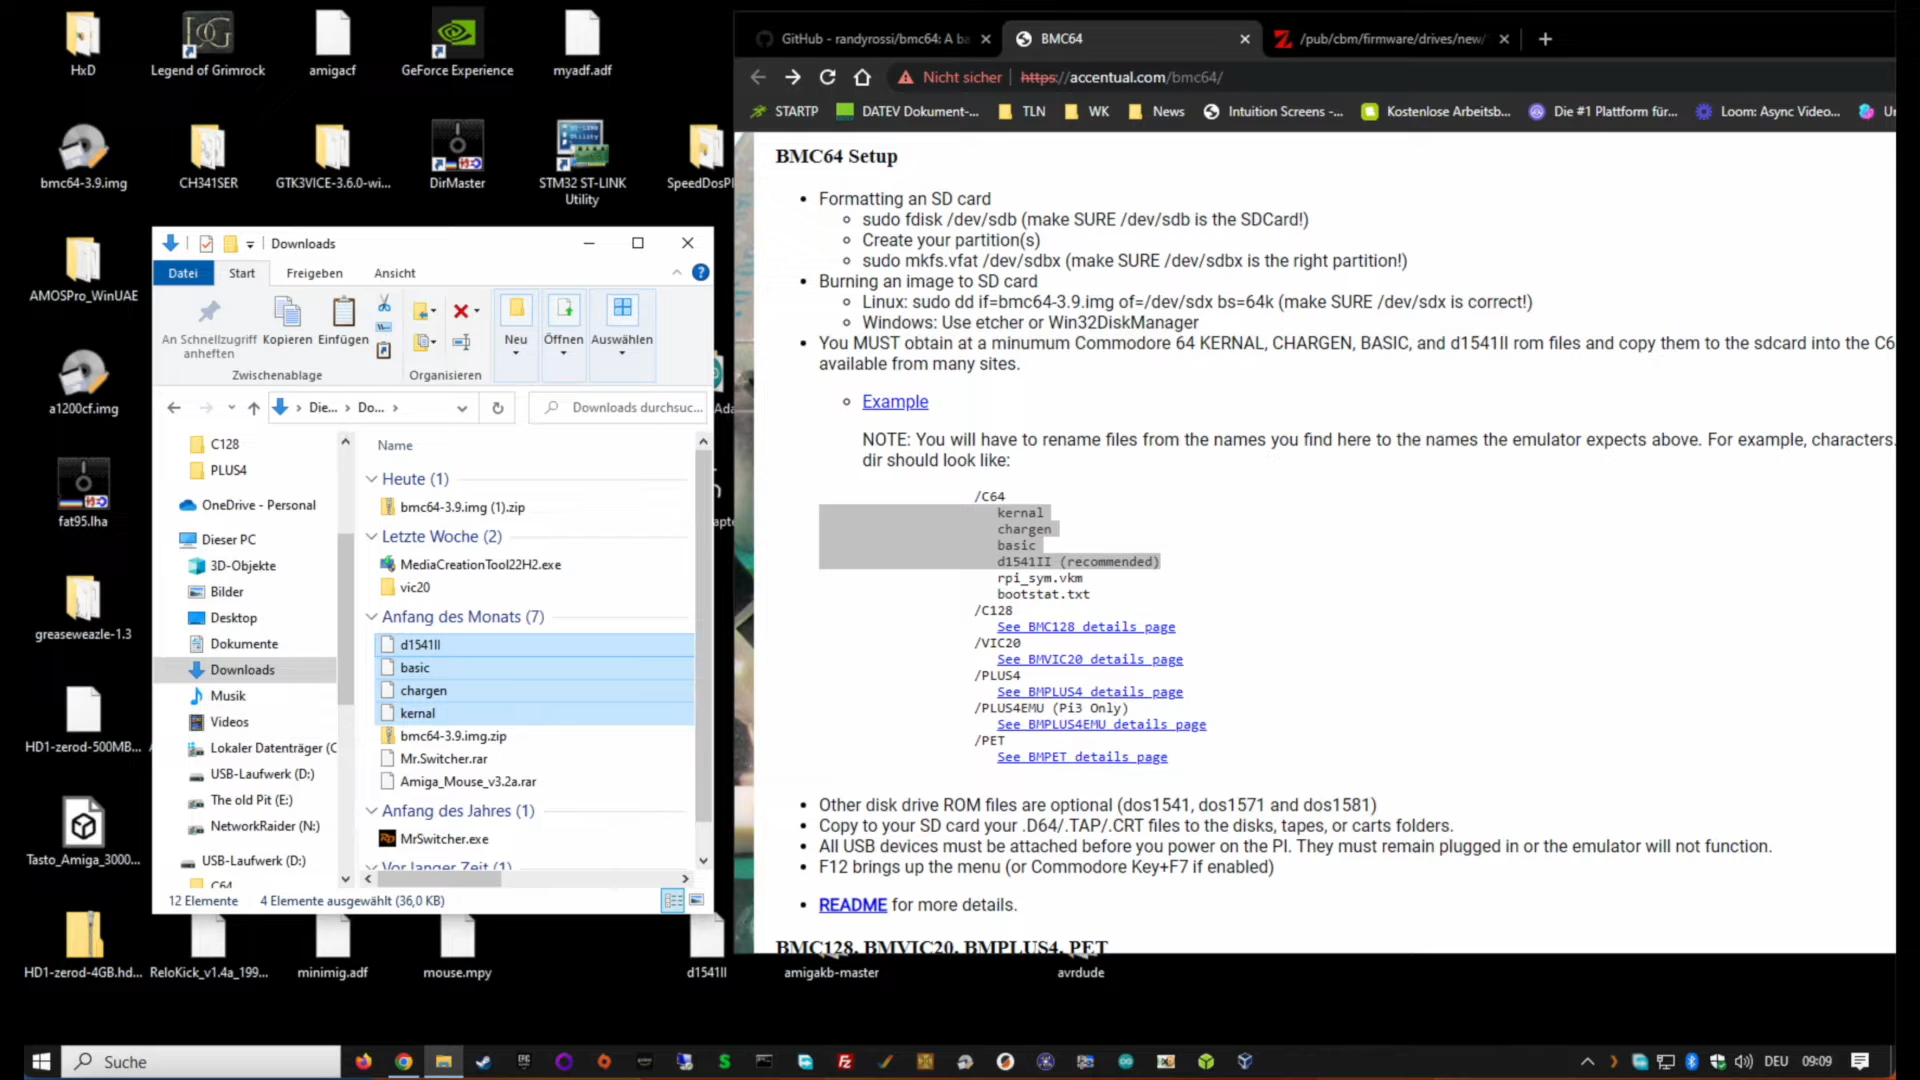 HxD
Legend of Grimrock
amigacf
GeForce Experience
myadf.adf
bmc64-3.9.img
CH341SER
GTK3VICE-3.6.0-wi...
DirMaster
STM32 ST-LINK
Utility
SpeedDosPl
AMOSPro_WinUAE
a1200cf.img
fat95.lha
greaseweazle-1.3
HD1-zerod-500MB...
Tasto_Amiga_3000...
HD1-zerod-4GB.hd...
ReloKick_v1.4a_199...
minimig.adf
mouse.mpy
d1541II
amigakb-master
avrdude
Downloads
Datei
Start
Freigeben
Ansicht
An Schnellzugriff
anheften
Kopieren
Einfügen
Neu
Öffnen
Auswählen
Zwischenablage
Organisieren
Die... › Do... ›
Downloads durchsuc...
C128
PLUS4
OneDrive - Personal
Dieser PC
3D-Objekte
Bilder
Desktop
Dokumente
Downloads
Musik
Videos
Lokaler Datenträger (C
USB-Laufwerk (D:)
The old Pit (E:)
NetworkRaider (N:)
USB-Laufwerk (D:)
C64
Name
Heute (1)
bmc64-3.9.img (1).zip
Letzte Woche (2)
MediaCreationTool22H2.exe
vic20
Anfang des Monats (7)
d1541II
basic
chargen
kernal
bmc64-3.9.img.zip
Mr.Switcher.rar
Amiga_Mouse_v3.2a.rar
Anfang des Jahres (1)
MrSwitcher.exe
Vor langer Zeit (1)
12 Elemente
4 Elemente ausgewählt (36,0 KB)
GitHub - randyrossi/bmc64: A ba
BMC64
/pub/cbm/firmware/drives/new/
Nicht sicher | https://accentual.com/bmc64/
STARTP
DATEV Dokument-...
TLN
WK
News
Intuition Screens -...
Kostenlose Arbeitsb...
Die #1 Plattform für...
Loom: Async Video...
BMC64 Setup
• Formatting an SD card
sudo fdisk /dev/sdb (make SURE /dev/sdb is the SDCard!)
Create your partition(s)
sudo mkfs.vfat /dev/sdbx (make SURE /dev/sdbx is the right partition!)
• Burning an image to SD card
Linux: sudo dd if=bmc64-3.9.img of=/dev/sdx bs=64k (make SURE /dev/sdx is correct!)
Windows: Use etcher or Win32DiskManager
• You MUST obtain at a minumum Commodore 64 KERNAL, CHARGEN, BASIC, and d1541II rom files and copy them to the sdcard into the C6
available from many sites.
Example
NOTE: You will have to rename files from the names you find here to the names the emulator expects above. For example, characters.
dir should look like:
/C64
kernal
chargen
basic
d1541II (recommended)
rpi_sym.vkm
bootstat.txt
/C128
See BMC128 details page
/VIC20
See BMVIC20 details page
/PLUS4
See BMPLUS4 details page
/PLUS4EMU (Pi3 Only)
See BMPLUS4EMU details page
/PET
See BMPET details page
• Other disk drive ROM files are optional (dos1541, dos1571 and dos1581)
• Copy to your SD card your .D64/.TAP/.CRT files to the disks, tapes, or carts folders.
• All USB devices must be attached before you power on the PI. They must remain plugged in or the emulator will not function.
• F12 brings up the menu (or Commodore Key+F7 if enabled)
• README for more details.
BMC128, BMVIC20, BMPLUS4, PET
Suche
DEU
09:09